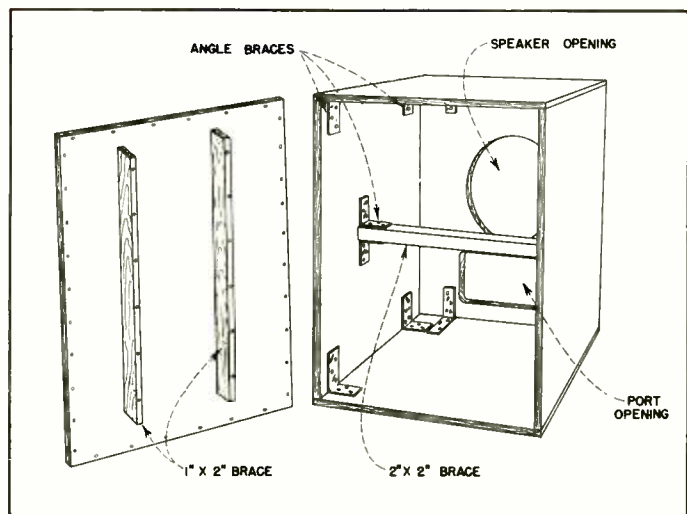 ANGLE BRACES
SPEAKER OPENING
PORT
OPENING
1" X 2" BRACE
2" X 2" BRACE